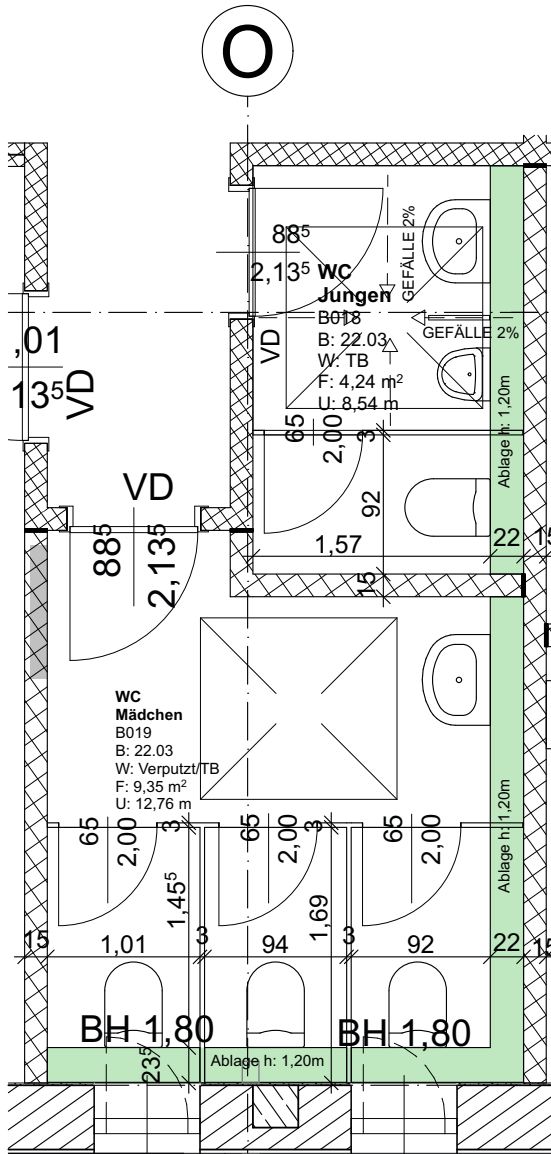 O
88⁵
2,13⁵
WC
Jungen
B018
B: 22.03
W: TB
F: 4,24 m²
U: 8,54 m
GEFÄLLE 2%
GEFÄLLE 2%
VD
,01
13⁵
VD
65
2,00
3
Ablage h: 1,20m
VD
92
88⁵
2,13⁵
1,57
22
15
15
WC
Mädchen
B019
B: 22.03
W: Verputzt/TB
F: 9,35 m²
U: 12,76 m
Ablage h: 1,20m
65
2,00
3
65
2,00
3
65
2,00
1,45⁵
1,69
15
1,01
3
94
3
92
22
15
BH 1,80
BH 1,80
23⁵
Ablage h: 1,20m